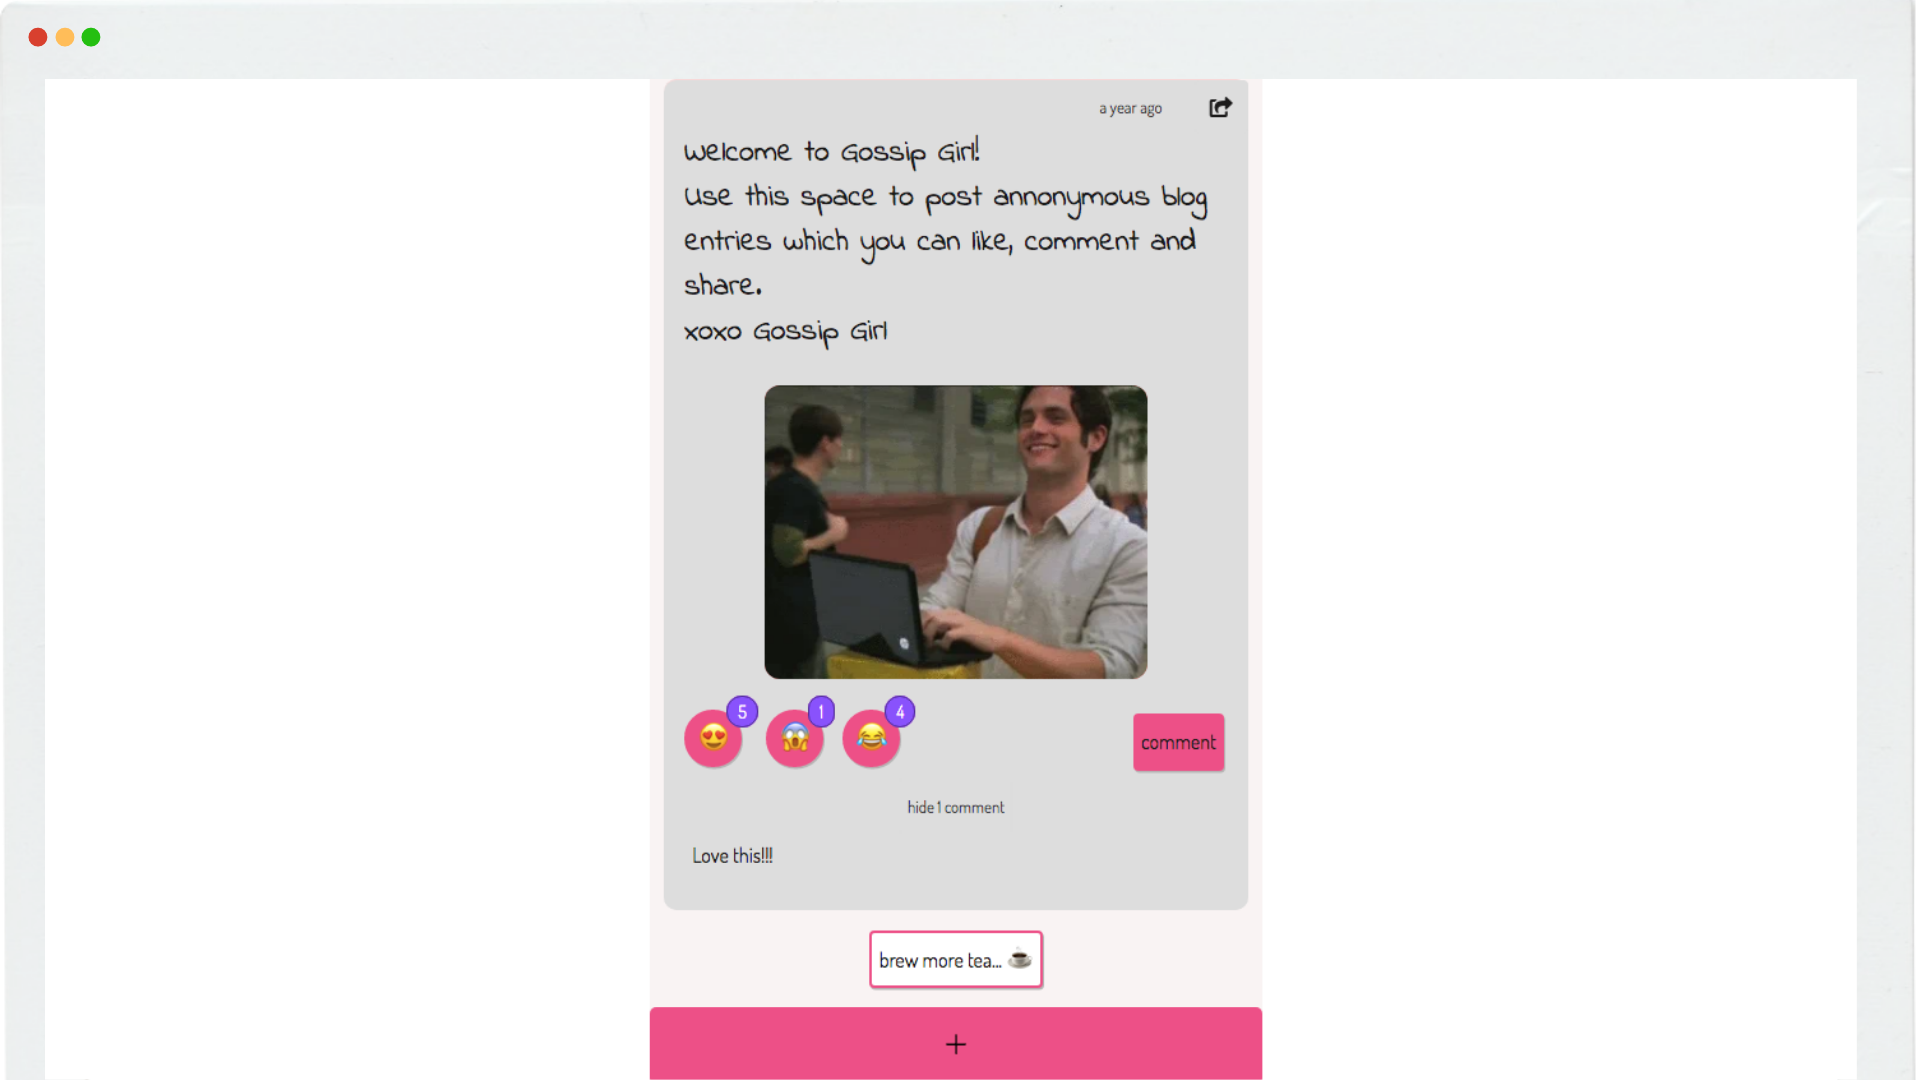 a year ago
Welcome to Gossip Girl!
Use this space to post annonymous blog
entries which you can like, comment and
share.
xoxo Gossip Girl
5 1 4
comment
hide 1 comment
Love this!!!
brew more tea... ☕
+